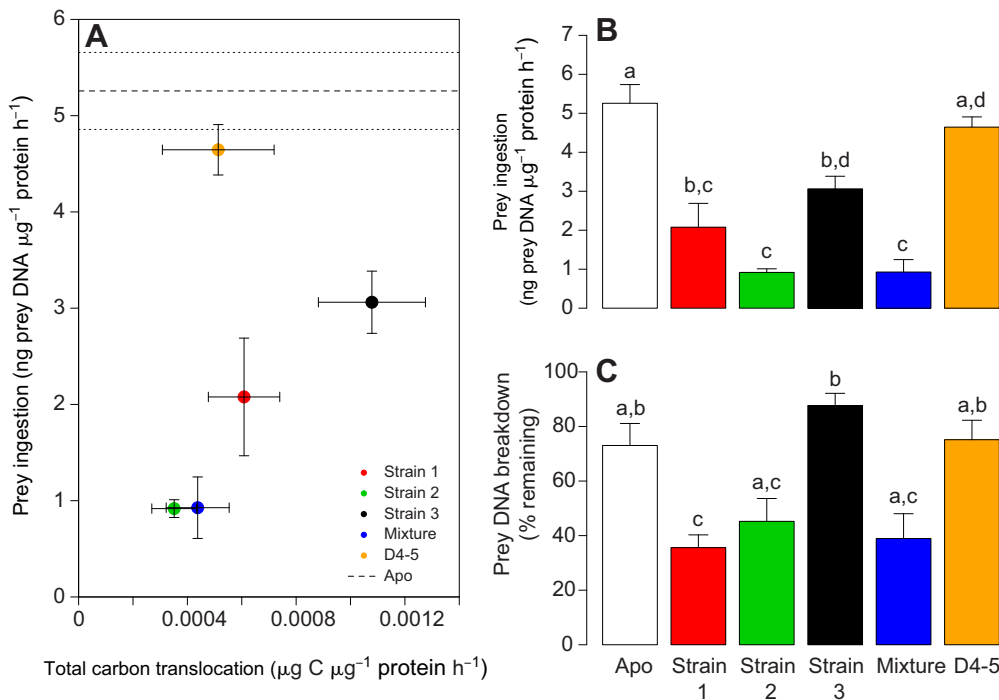 A
6
5
4
3
2
1
0
Prey ingestion (ng prey DNA μg⁻¹ protein h⁻¹)
0
0.0004
0.0008
0.0012
Total carbon translocation (μg C μg⁻¹ protein h⁻¹)
Strain 1
Strain 2
Strain 3
Mixture
D4-5
Apo
B
7
6
5
4
3
2
1
0
Prey ingestion
(ng prey DNA μg⁻¹ protein h⁻¹)
a
b,c
c
b,d
c
a,d
C
100
80
60
40
20
0
Prey DNA breakdown
(% remaining)
a,b
c
a,c
b
a,c
a,b
Apo
Strain
1
Strain
2
Strain
3
Mixture
D4-5